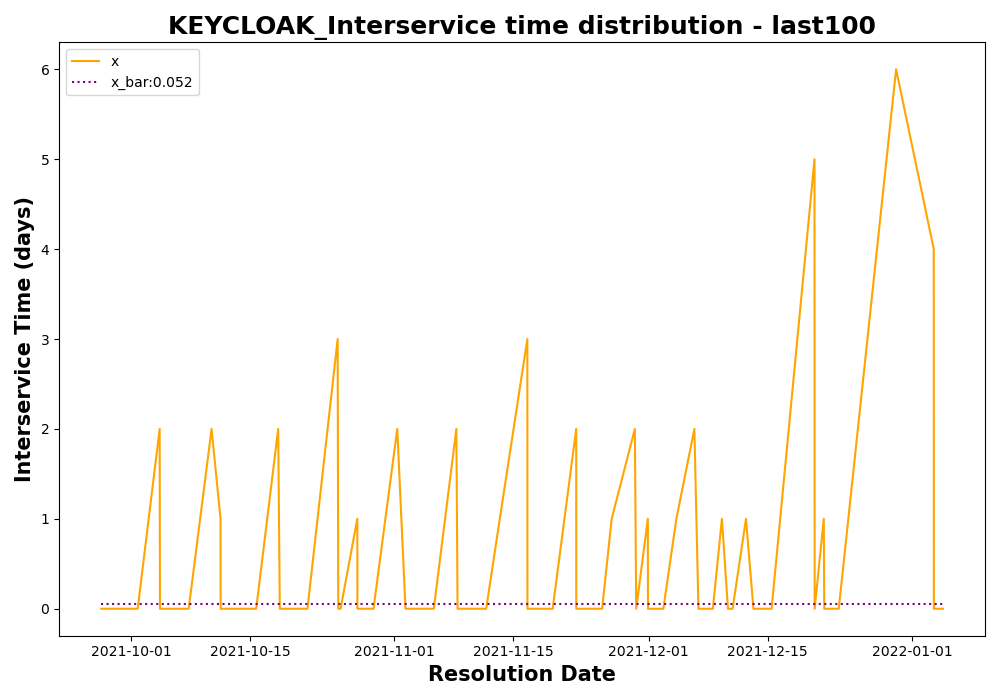 KEYCLOAK_Interservice time distribution - last100
x
x_bar:0.052
Interservice Time (days)
6
5
4
3
2
1
0
2021-10-01 2021-10-15 2021-11-01 2021-11-15 2021-12-01 2021-12-15 2022-01-01
Resolution Date